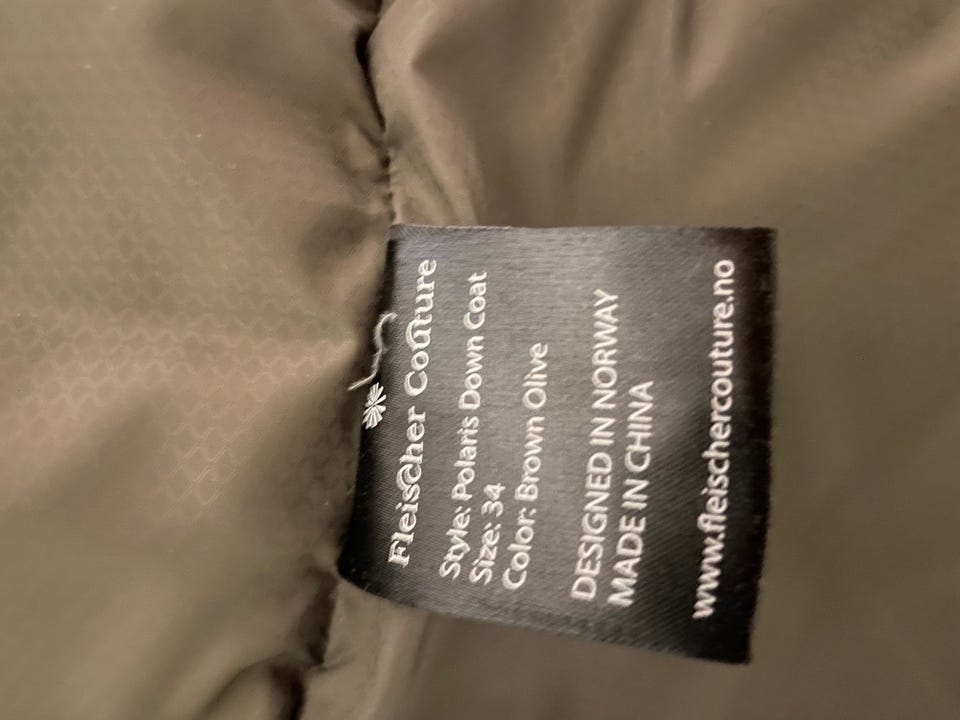 Fleischer Couture
Style: Polaris Down Coat
Size: 34
Color: Brown Olive
DESIGNED IN NORWAY
MADE IN CHINA
www.fleischercouture.no